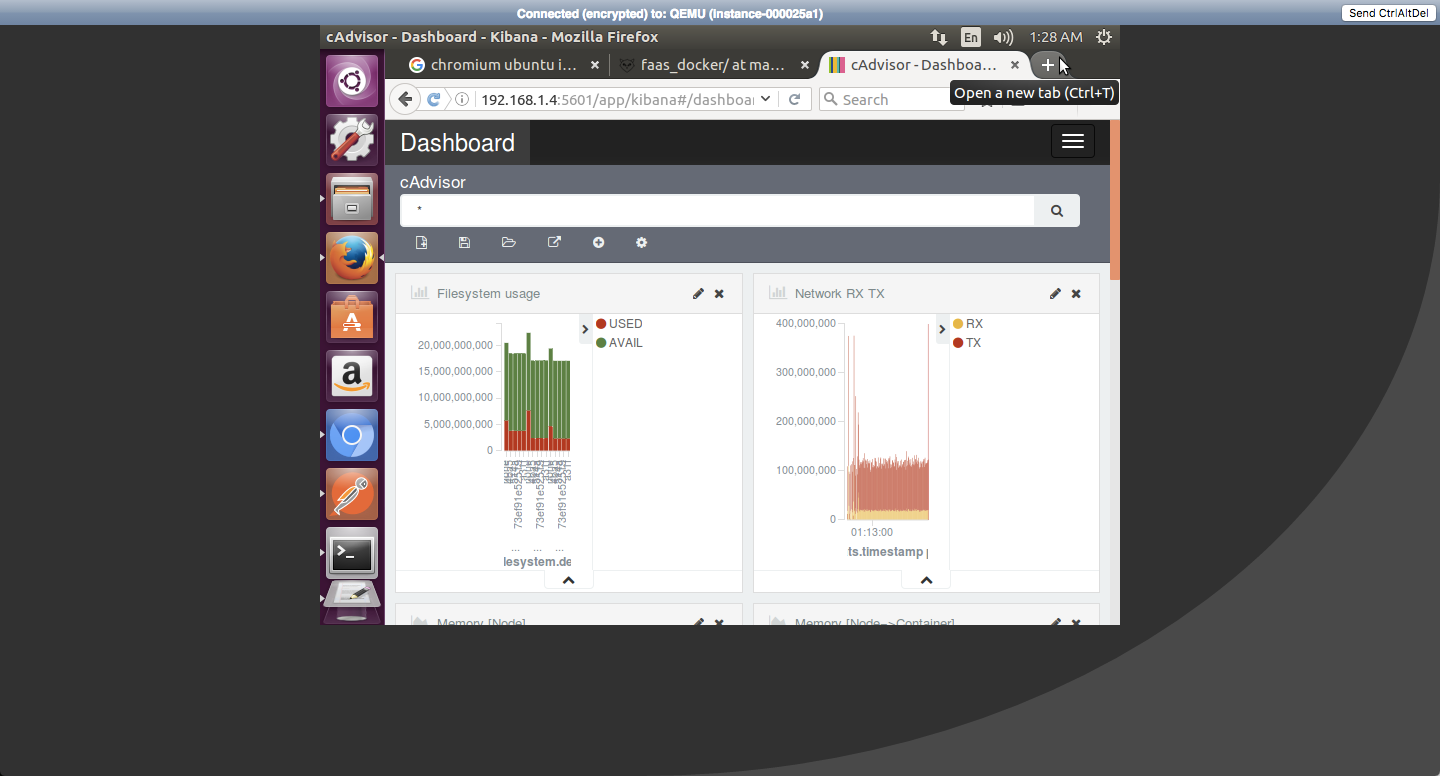 Connected (encrypted) to: QEMU (instance-000025a1)
Send CtrlAltDel
cAdvisor - Dashboard - Kibana - Mozilla Firefox
En
1:28 AM
chromium ubuntu i...
faas_docker/ at ma...
cAdvisor - Dashboa...
192.168.1.4:5601/app/kibana#/dashboa
Search
Open a new tab (Ctrl+T)
Dashboard
cAdvisor
*
Filesystem usage
USED
AVAIL
20,000,000,000
15,000,000,000
10,000,000,000
5,000,000,000
0
...
...
...
lesystem.de
Network RX TX
RX
TX
400,000,000
300,000,000
200,000,000
100,000,000
0
01:13:00
ts.timestamp
Memory [Node]
Memory [Node->Container]